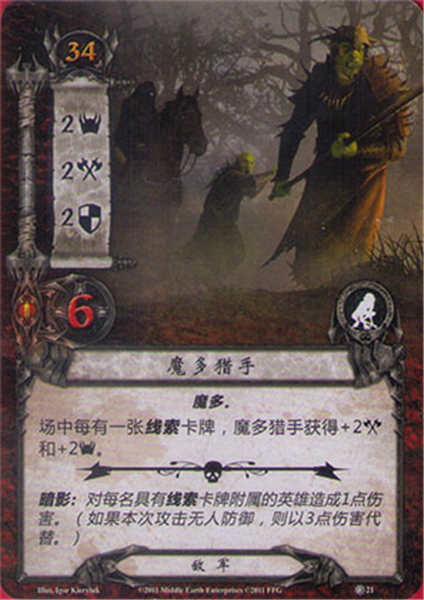 34
2
2
2
6
魔多猎手
魔多。
场中每有一张线索卡牌，魔多猎手获得+2
和+2。
暗影：对每名具有线索卡牌附属的英雄造成1点伤
害。（如果本次攻击无人防御，则以3点伤害代
替。）
敌军
Illus. Igor Kieryluk ©2011 Middle Earth Enterprises ©2011 FFG 21